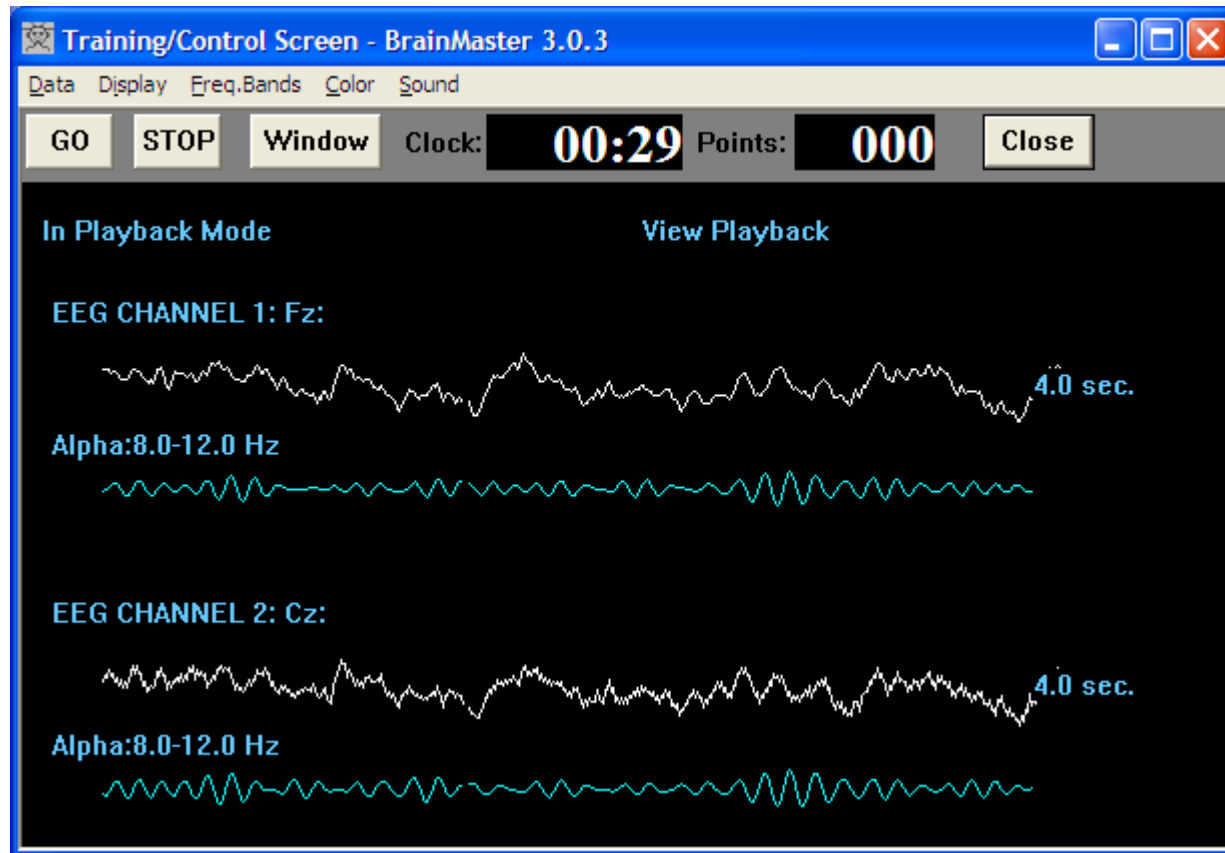 Training/Control Screen - BrainMaster 3.0.3
Data Display Freq.Bands Color Sound
GO STOP Window Clock: 00:29 Points: 000 Close
In Playback Mode View Playback
EEG CHANNEL 1: Fz:
4.0 sec.
Alpha:8.0-12.0 Hz
EEG CHANNEL 2: Cz:
4.0 sec.
Alpha:8.0-12.0 Hz